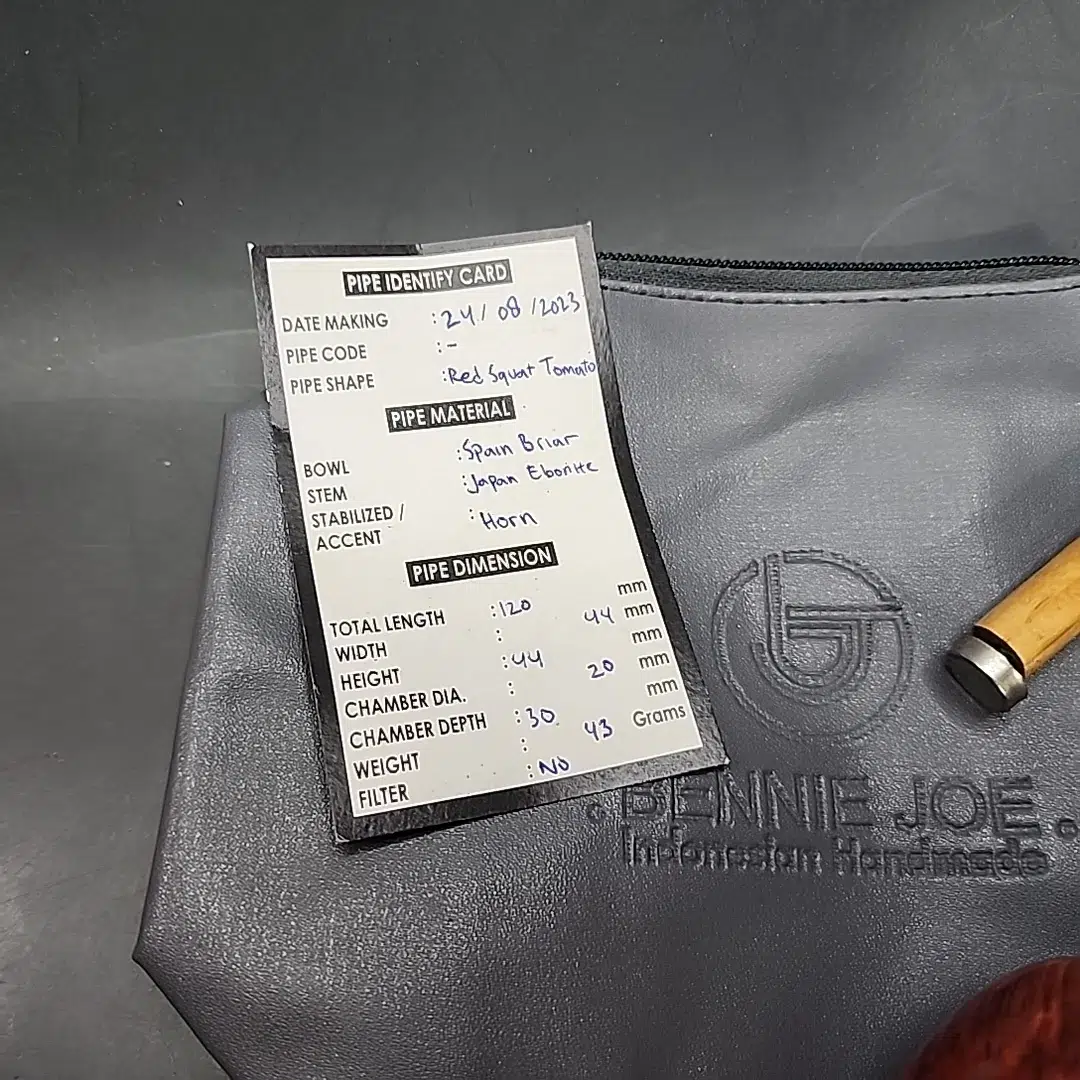 PIPE IDENTIFY CARD
DATE MAKING : 24 / 08 / 2023
PIPE CODE : -
PIPE SHAPE : Red Squat Tomato
PIPE MATERIAL
BOWL : Spain Briar
STEM : Japan Ebonite
STABILIZED / ACCENT : Horn
PIPE DIMENSION
TOTAL LENGTH : 120 mm
WIDTH : 44 mm
HEIGHT : 44 mm
CHAMBER DIA. : 20 mm
CHAMBER DEPTH : 30 mm
WEIGHT : 43 Grams
FILTER : NO
BENNIE JOE
Indonesian Handmade